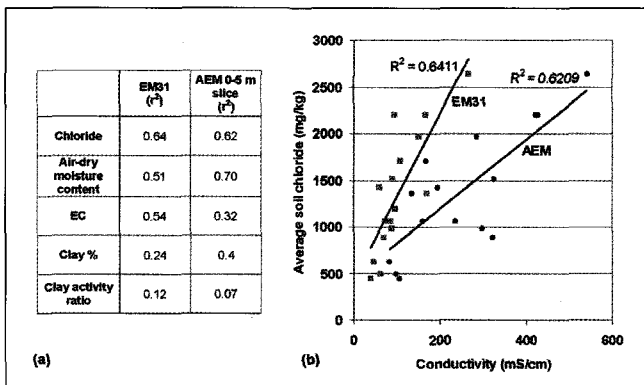 EM31 (r²)
AEM 0-5 m slice (r²)
Chloride 0.64 0.62
Air-dry moisture content 0.51 0.70
EC 0.54 0.32
Clay % 0.24 0.4
Clay activity ratio 0.12 0.07
(a)
Average soil chloride (mg/kg)
3000
2500
2000
1500
1000
500
0
R² = 0.6411
EM31
R² = 0.6209
AEM
0 200 400 600
Conductivity (mS/cm)
(b)